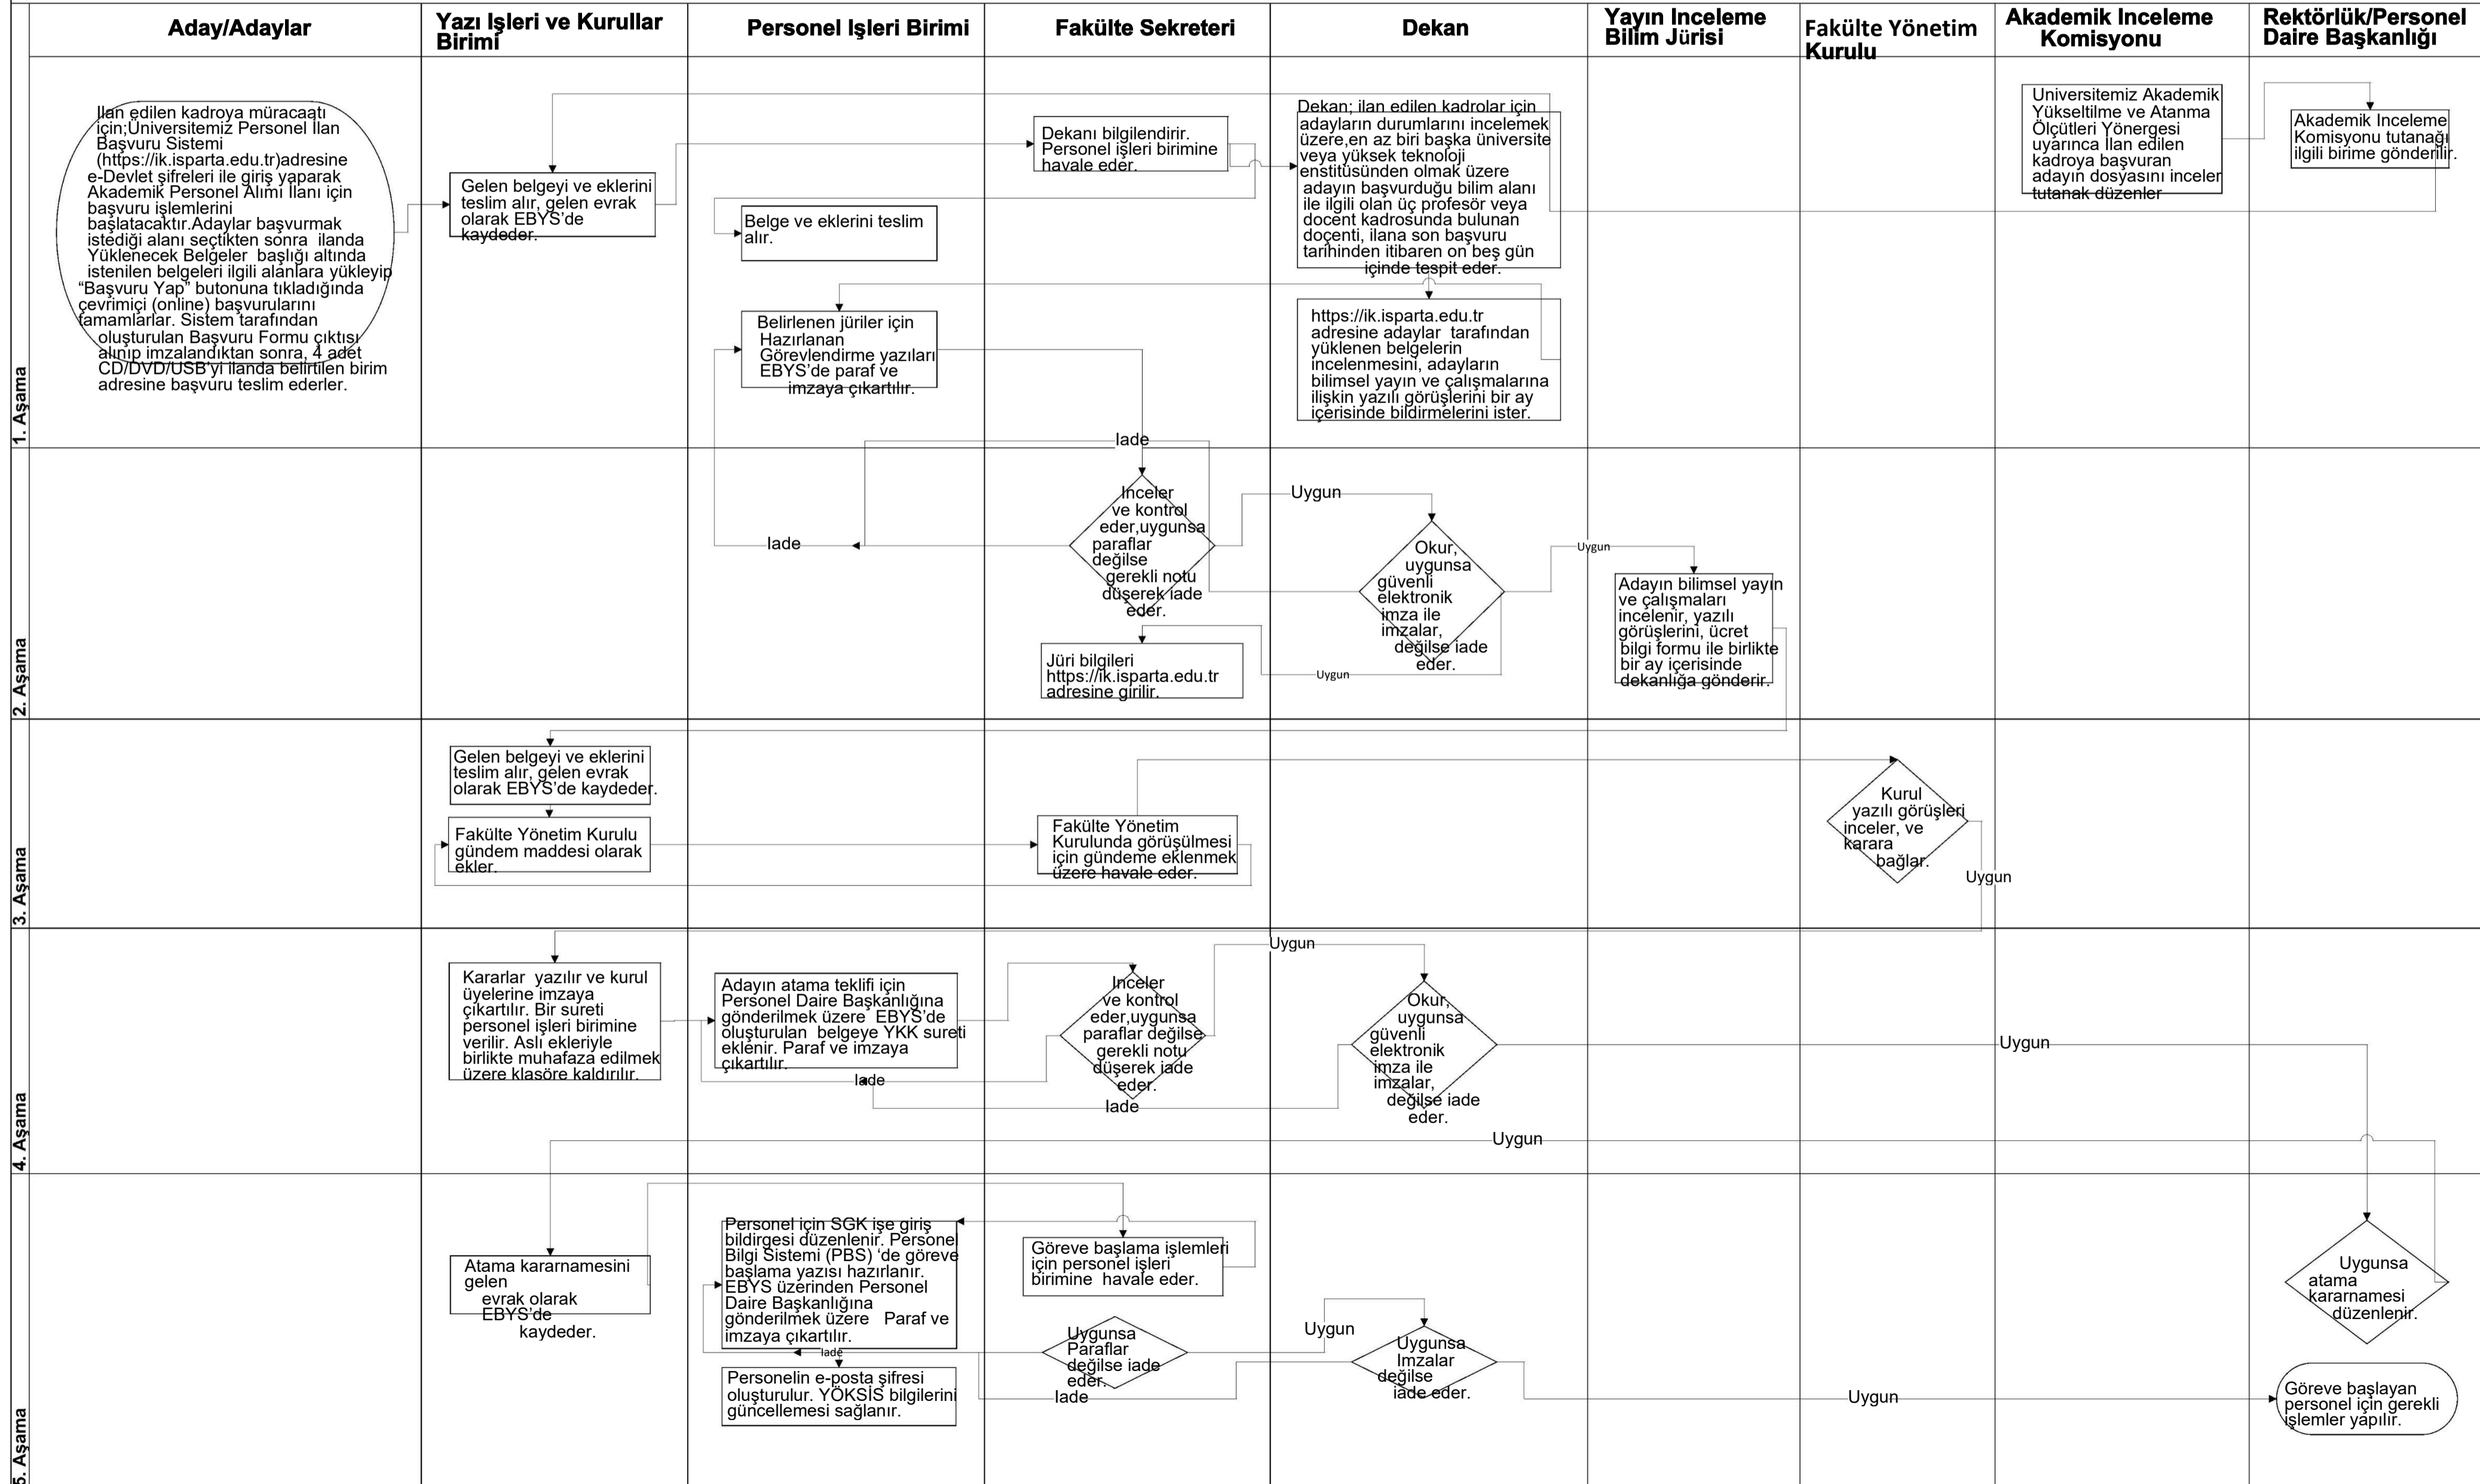 Aday/Adaylar
Yazı Işleri ve Kurullar
Birimi
Personel Işleri Birimi
Fakülte Sekreteri
Dekan
Yayın Inceleme
Bilim Jürisi
Fakülte Yönetim
Kurulu
Akademik Inceleme
Komisyonu
Rektörlük/Personel
Daire Başkanlığı
1. Aşama
Ilan edilen kadroya müracaatı
için;Üniversitemiz Personel Ilan
Başvuru Sistemi
(https://ik.isparta.edu.tr)adresine
e-Devlet şifreleri ile giriş yaparak
Akademik Personel Alımı Ilanı için
başvuru işlemlerini
başlatacaktır.Adaylar başvurmak
istediği alanı seçtikten sonra ilanda
Yüklenecek Belgeler başlığı altında
istenilen belgeleri ilgili alanlara yükleyip
“Başvuru Yap” butonuna tıkladığında
çevrimiçi (online) başvurularını
tamamlarlar. Sistem tarafından
oluşturulan Başvuru Formu çıktısı
alınıp imzalandıktan sonra, 4 adet
CD/DVD/USB'yi ilanda belirtilen birim
adresine başvuru teslim ederler.
Gelen belgeyi ve eklerini
teslim alır, gelen evrak
olarak EBYS’de
kaydeder.
Dekanı bilgilendirir.
Personel işleri birimine
havale eder.
Belge ve eklerini teslim
alır.
Belirlenen jüriler için
Hazırlanan
Görevlendirme yazıları
EBYS’de paraf ve
imzaya çıkartılır.
Dekan; ilan edilen kadrolar için
adayların durumlarını incelemek
üzere,en az biri başka üniversite
veya yüksek teknoloji
enstitüsünden olmak üzere
adayın başvurduğu bilim alanı
ile ilgili olan üç profesör veya
docent kadrosunda bulunan
doçenti, ilana son başvuru
tarihinden itibaren on beş gün
içinde tespit eder.
https://ik.isparta.edu.tr
adresine adaylar tarafından
yüklenen belgelerin
incelenmesini, adayların
bilimsel yayın ve çalışmalarına
ilişkin yazılı görüşlerini bir ay
içerisinde bildirmelerini ister.
Universitemiz Akademik
Yükseltilme ve Atanma
Ölçütleri Yönergesi
uyarınca Ilan edilen
kadroya başvuran
adayın dosyasını inceler
tutanak düzenler
Akademik Inceleme
Komisyonu tutanağı
ilgili birime gönderilir.
Iade
2. Aşama
Iade
Inceler
ve kontrol
eder,uygunsa
paraflar
değilse
gerekli notu
düşerek iade
eder.
Uygun
Okur,
uygunsa
güvenli
elektronik
imza ile
imzalar,
değilse iade
eder.
Uygun
Adayın bilimsel yayın
ve çalışmaları
incelenir, yazılı
görüşlerini, ücret
bilgi formu ile birlikte
bir ay içerisinde
dekanlığa gönderir.
Jüri bilgileri
https://ik.isparta.edu.tr
adresine girilir.
Uygun
3. Aşama
Gelen belgeyi ve eklerini
teslim alır, gelen evrak
olarak EBYS’de kaydeder.
Fakülte Yönetim Kurulu
gündem maddesi olarak
ekler.
Fakülte Yönetim
Kurulunda görüşülmesi
için gündeme eklenmek
üzere havale eder.
Kurul
yazılı görüşleri
inceler, ve
karara
bağlar.
Uygun
4. Aşama
Kararlar yazılır ve kurul
üyelerine imzaya
çıkartılır. Bir sureti
personel işleri birimine
verilir. Aslı ekleriyle
birlikte muhafaza edilmek
üzere klasöre kaldırılır.
Adayın atama teklifi için
Personel Daire Başkanlığına
gönderilmek üzere EBYS’de
oluşturulan belgeye YKK sureti
eklenir. Paraf ve imzaya
çıkartılır.
Iade
Inceler
ve kontrol
eder,uygunsa
paraflar değilse
gerekli notu
düşerek iade
eder.
Iade
Uygun
Okur,
uygunsa
güvenli
elektronik
imza ile
imzalar,
değilse iade
eder.
Uygun
Uygun
5. Aşama
Atama kararnamesini
gelen
evrak olarak
EBYS’de
kaydeder.
Personel için SGK işe giriş
bildirgesi düzenlenir. Personel
Bilgi Sistemi (PBS) ‘de göreve
başlama yazısı hazırlanır.
EBYS üzerinden Personel
Daire Başkanlığına
gönderilmek üzere Paraf ve
imzaya çıkartılır.
Iade
Personelin e-posta şifresi
oluşturulur. YÖKSİS bilgilerini
güncellemesi sağlanır.
Göreve başlama işlemleri
için personel işleri
birimine havale eder.
Uygunsa
Paraflar
değilse iade
eder.
Iade
Uygun
Uygunsa
Imzalar
değilse
iade eder.
Uygun
Uygunsa
atama
kararnamesi
düzenlenir.
Göreve başlayan
personel için gerekli
işlemler yapılır.